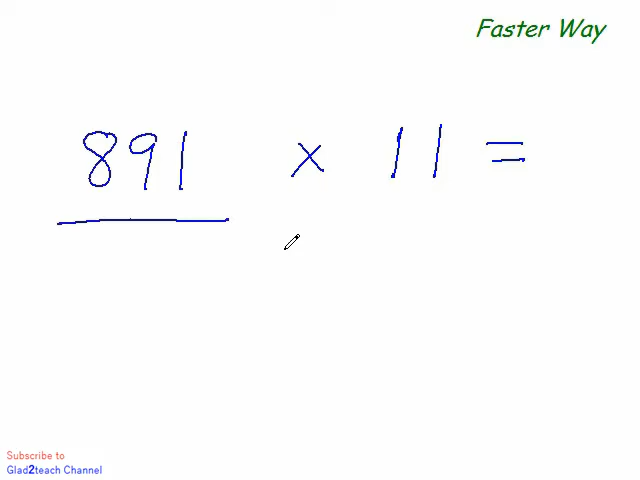 Faster Way
891 x 11 =
Subscribe to
Glad2teach Channel